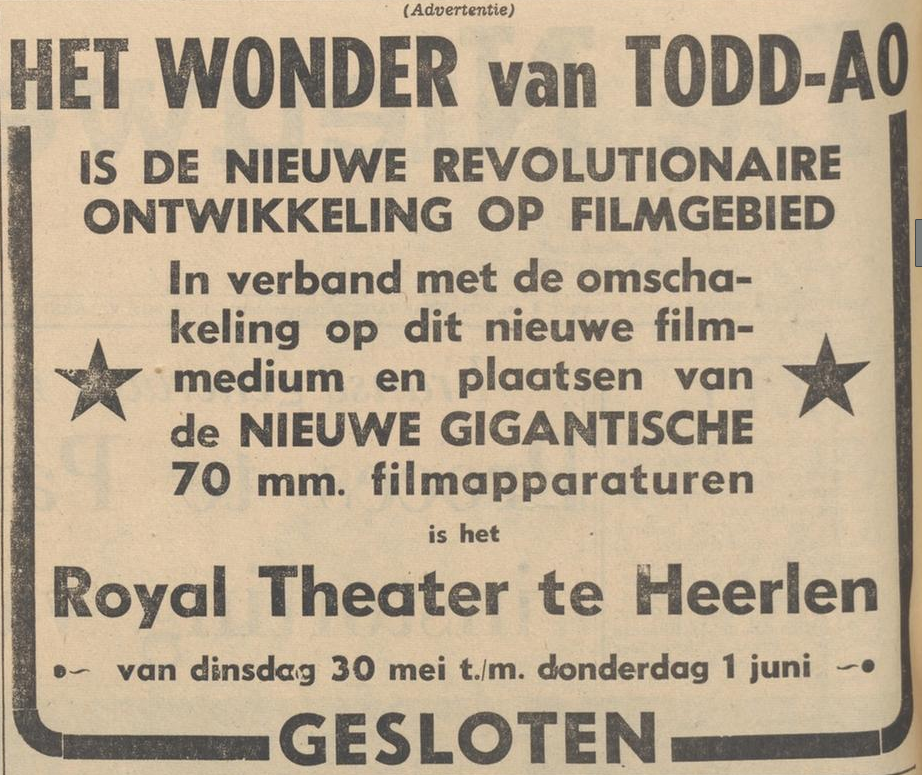 (Advertentie)
HET WONDER van TODD-AO
IS DE NIEUWE REVOLUTIONAIRE
ONTWIKKELING OP FILMGEBIED
In verband met de omscha-
keling op dit nieuwe film-
medium en plaatsen van
de NIEUWE GIGANTISCHE
70 mm. filmapparaturen
is het
Royal Theater te Heerlen
van dinsdag 30 mei t./m. donderdag 1 juni
GESLOTEN